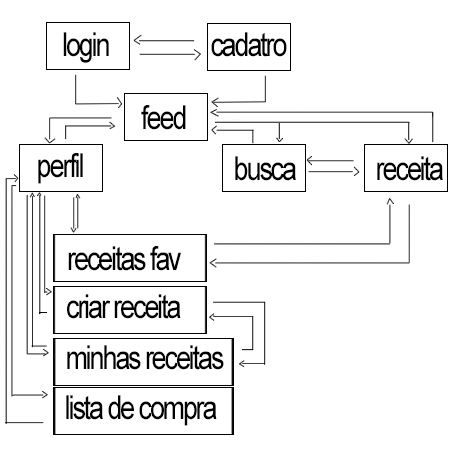 login
cadatro
feed
perfil
busca
receita
receitas fav
criar receita
minhas receitas
lista de compra